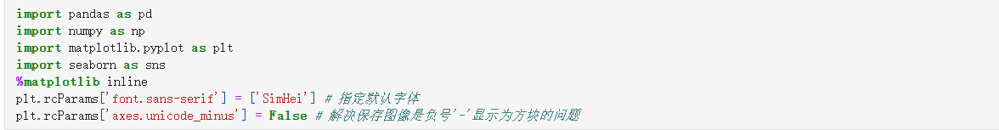 import pandas as pd
import numpy as np
import matplotlib.pyplot as plt
import seaborn as sns
%matplotlib inline
plt.rcParams['font.sans-serif'] = ['SimHei'] # 指定默认字体
plt.rcParams['axes.unicode_minus'] = False # 解决保存图像是负号'-'显示为方块的问题